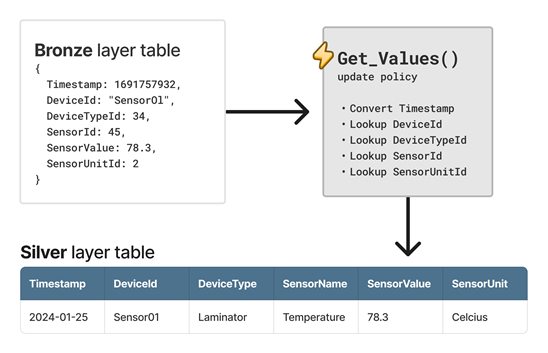 Bronze layer table
{
Timestamp: 1691757932,
DeviceId: "Sensor01",
DeviceTypeId: 34,
SensorId: 45,
SensorValue: 78.3,
SensorUnitId: 2
}
Get_Values()
update policy
• Convert Timestamp
• Lookup DeviceId
• Lookup DeviceTypeId
• Lookup SensorId
• Lookup SensorUnitId
Silver layer table
Timestamp DeviceId DeviceType SensorName SensorValue SensorUnit
2024-01-25 Sensor01 Laminator Temperature 78.3 Celcius